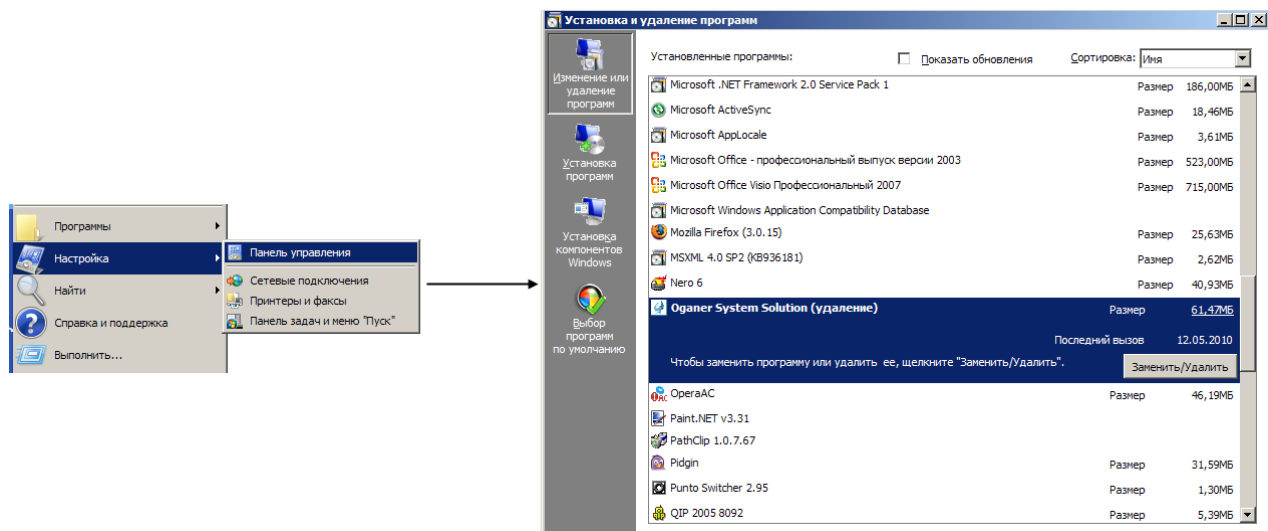 Программы
Настройка
Найти
Справка и поддержка
Выполнить...
Панель управления
Сетевые подключения
Принтеры и факсы
Панель задач и меню "Пуск"
Установка и удаление программ
Изменение или
удаление
программ
Установка
программ
Установка
компонентов
Windows
Выбор
программ
по умолчанию
Установленные программы: Показать обновления Сортировка: Имя
Microsoft .NET Framework 2.0 Service Pack 1 Размер 186,00МБ
Microsoft ActiveSync Размер 18,46МБ
Microsoft AppLocale Размер 3,61МБ
Microsoft Office - профессиональный выпуск версии 2003 Размер 523,00МБ
Microsoft Office Visio Профессиональный 2007 Размер 715,00МБ
Microsoft Windows Application Compatibility Database
Mozilla Firefox (3.0.15) Размер 25,63МБ
MSXML 4.0 SP2 (KB936181) Размер 2,62МБ
Nero 6 Размер 40,93МБ
Oganer System Solution (удаление) Размер 61,47МБ
Последний вызов 12.05.2010
Чтобы заменить программу или удалить ее, щелкните "Заменить/Удалить". Заменить/Удалить
OperaAC Размер 46,19МБ
Paint.NET v3.31
PathClip 1.0.7.67
Pidgin Размер 31,59МБ
Punto Switcher 2.95 Размер 1,30МБ
QIP 2005 8092 Размер 5,39МБ